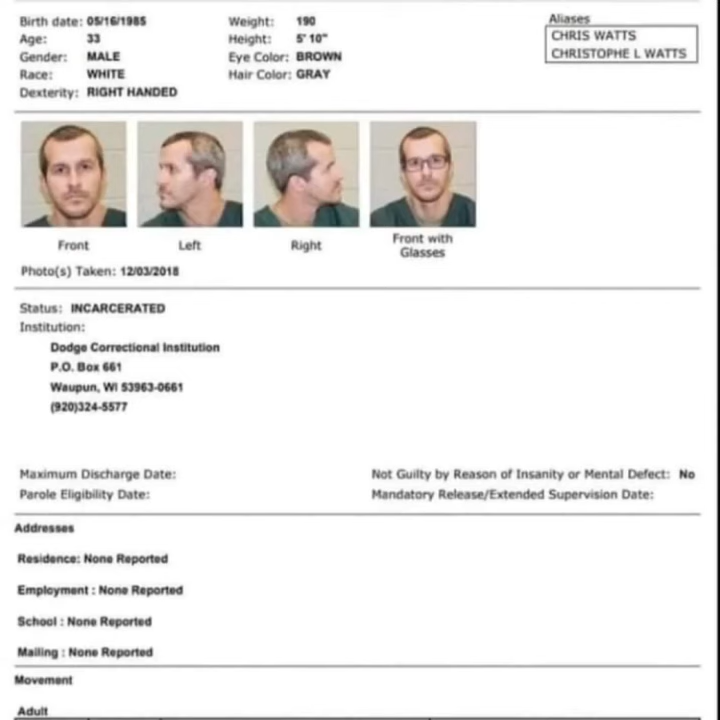 Birth date: 05/16/1985
Weight: 190
Aliases
Age: 33
Height: 5' 10"
CHRIS WATTS
Gender: MALE
Eye Color: BROWN
CHRISTOPHE L WATTS
Race: WHITE
Hair Color: GRAY
Dexterity: RIGHT HANDED
Front
Left
Right
Front with
Glasses
Photo(s) Taken: 12/03/2018
Status: INCARCERATED
Institution:
Dodge Correctional Institution
P.O. Box 661
Waupun, WI 53963-0661
(920)324-5577
Maximum Discharge Date:
Not Guilty by Reason of Insanity or Mental Defect: No
Parole Eligibility Date:
Mandatory Release/Extended Supervision Date:
Addresses
Residence: None Reported
Employment : None Reported
School : None Reported
Mailing : None Reported
Movement
Adult